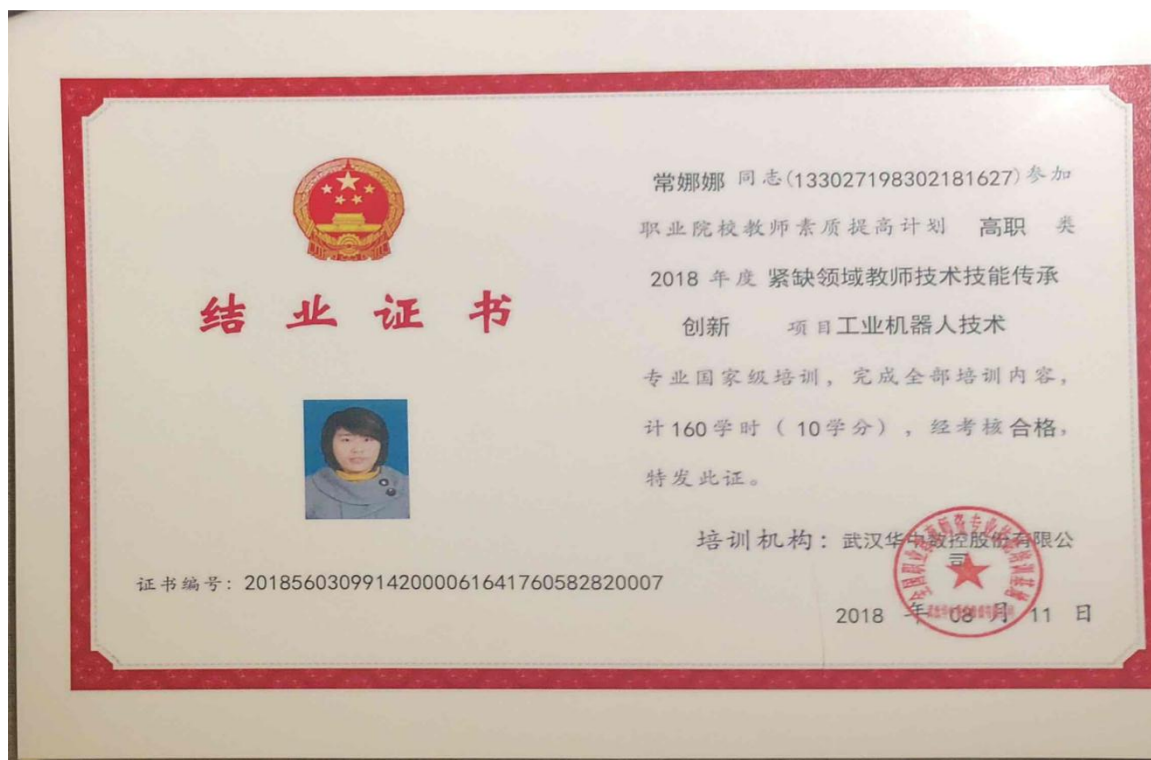 结业证书
证书编号：2018560309914200006164176058282​0007
常娜娜 同志(133027198302181627)参加
职业院校教师素质提高计划 高职 类
2018 年度 紧缺领域教师技术技能传承
创新 项目工业机器人技术
专业国家级培训，完成全部培训内容，
计160学时（ 10学分），经考核 合格，
特发此证。
培训机构：武汉华中数控股份有限公
司
2018 年 08 月 11 日